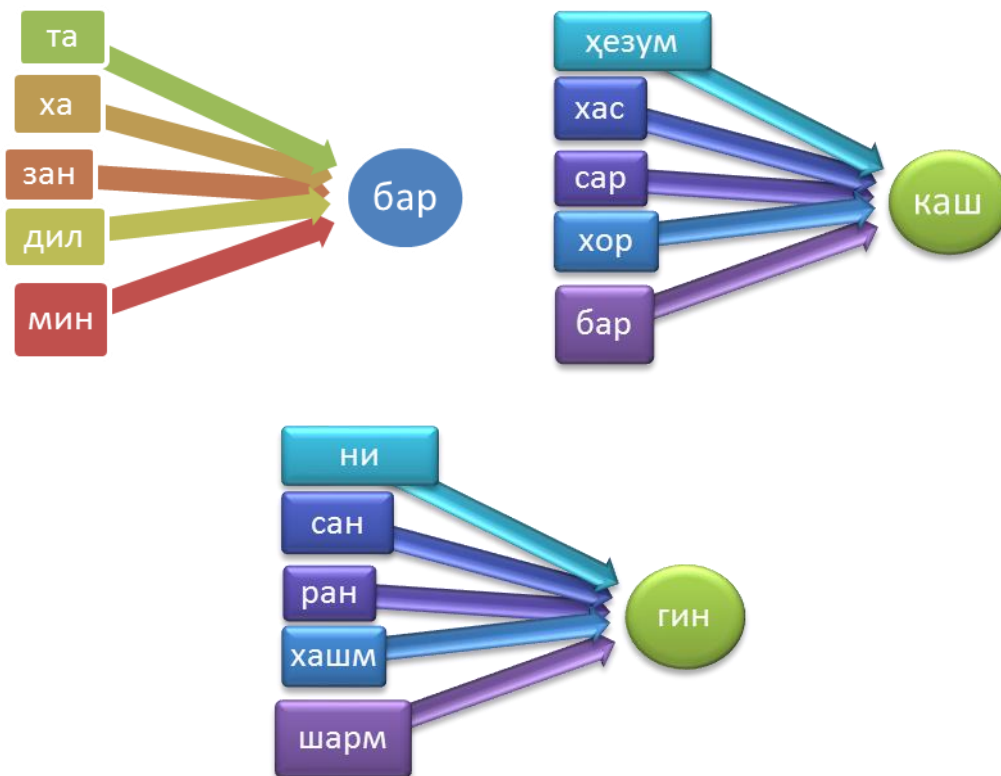 та
ха
зан
дил
мин
бар
ҳезум
хас
сар
хор
бар
каш
ни
сан
ран
хашм
шарм
гин